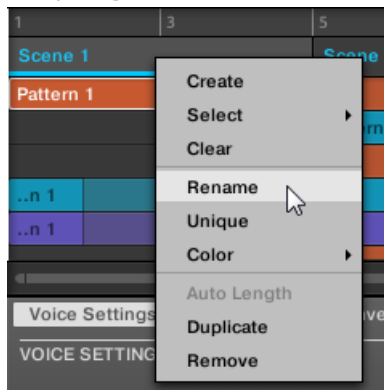 1 3 5
Scene 1 Scene
Pattern 1
Create
Select
Clear
Rename
Unique
Color
Auto Length
Duplicate
Remove
..n 1
..n 1
Voice Settings
VOICE SETTING